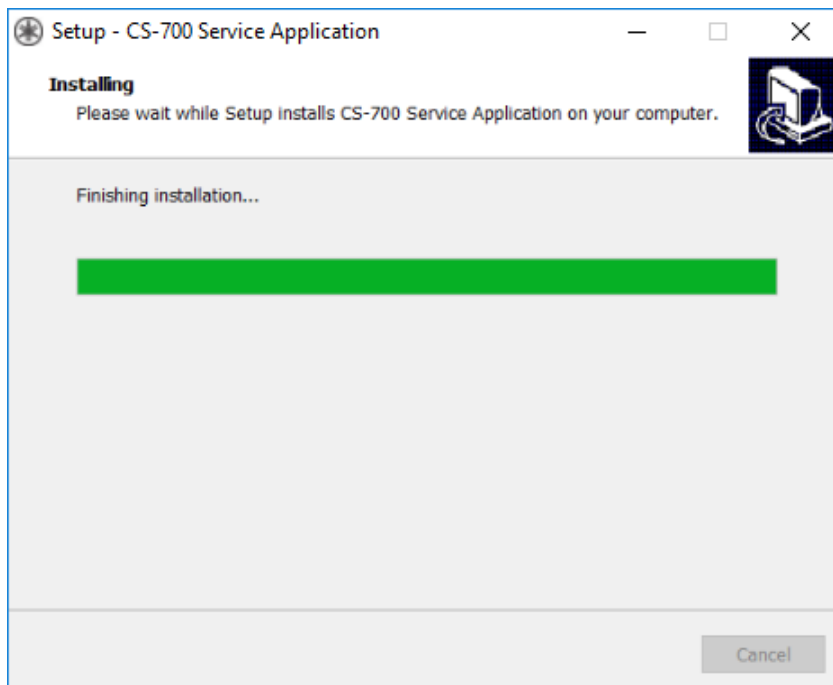 Setup - CS-700 Service Application
Installing
Please wait while Setup installs CS-700 Service Application on your computer.
Finishing installation...
Cancel